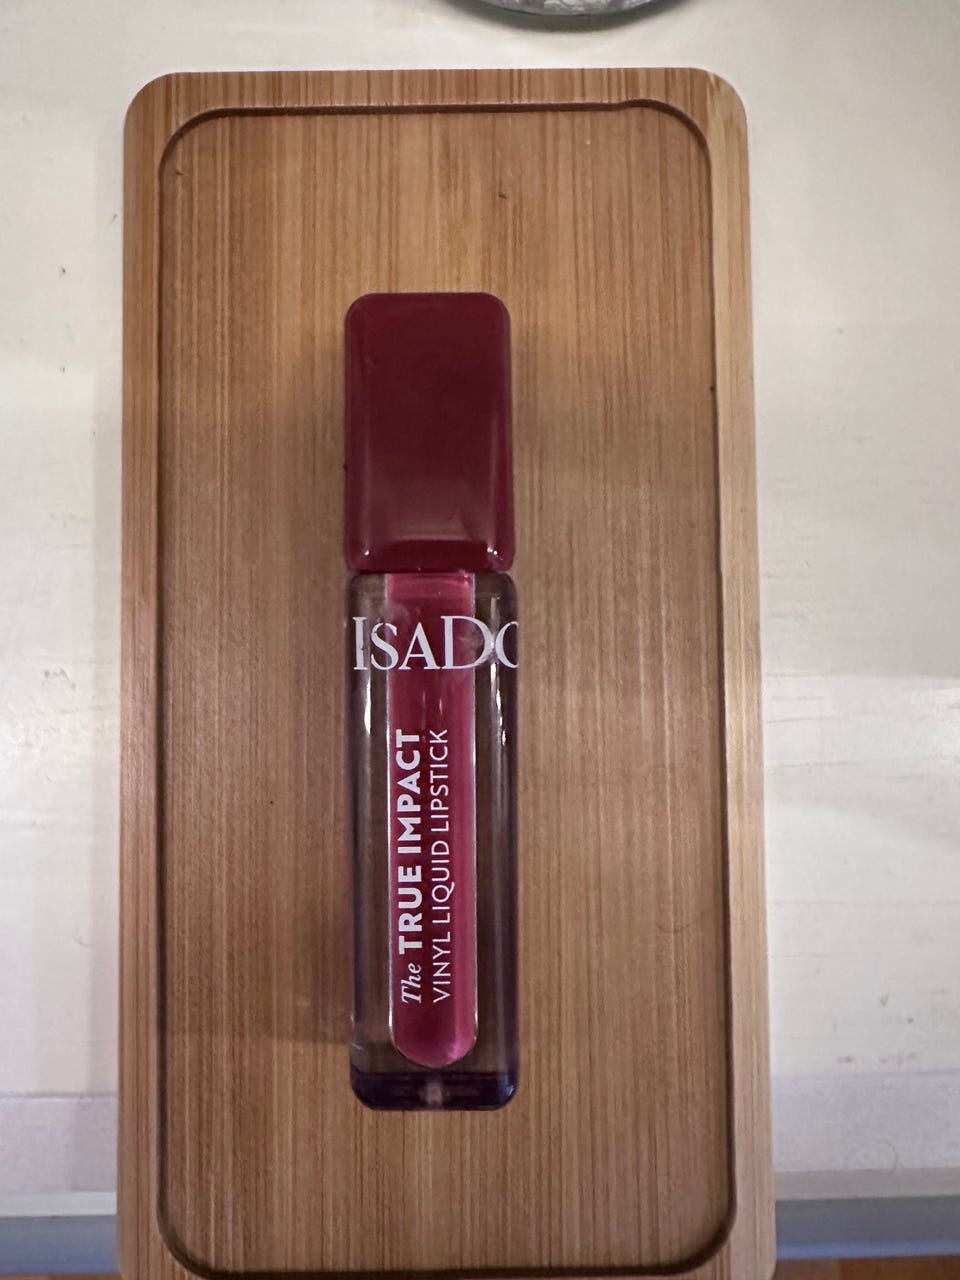 ISADO
The TRUE IMPACT
VINYL LIQUID LIPSTICK